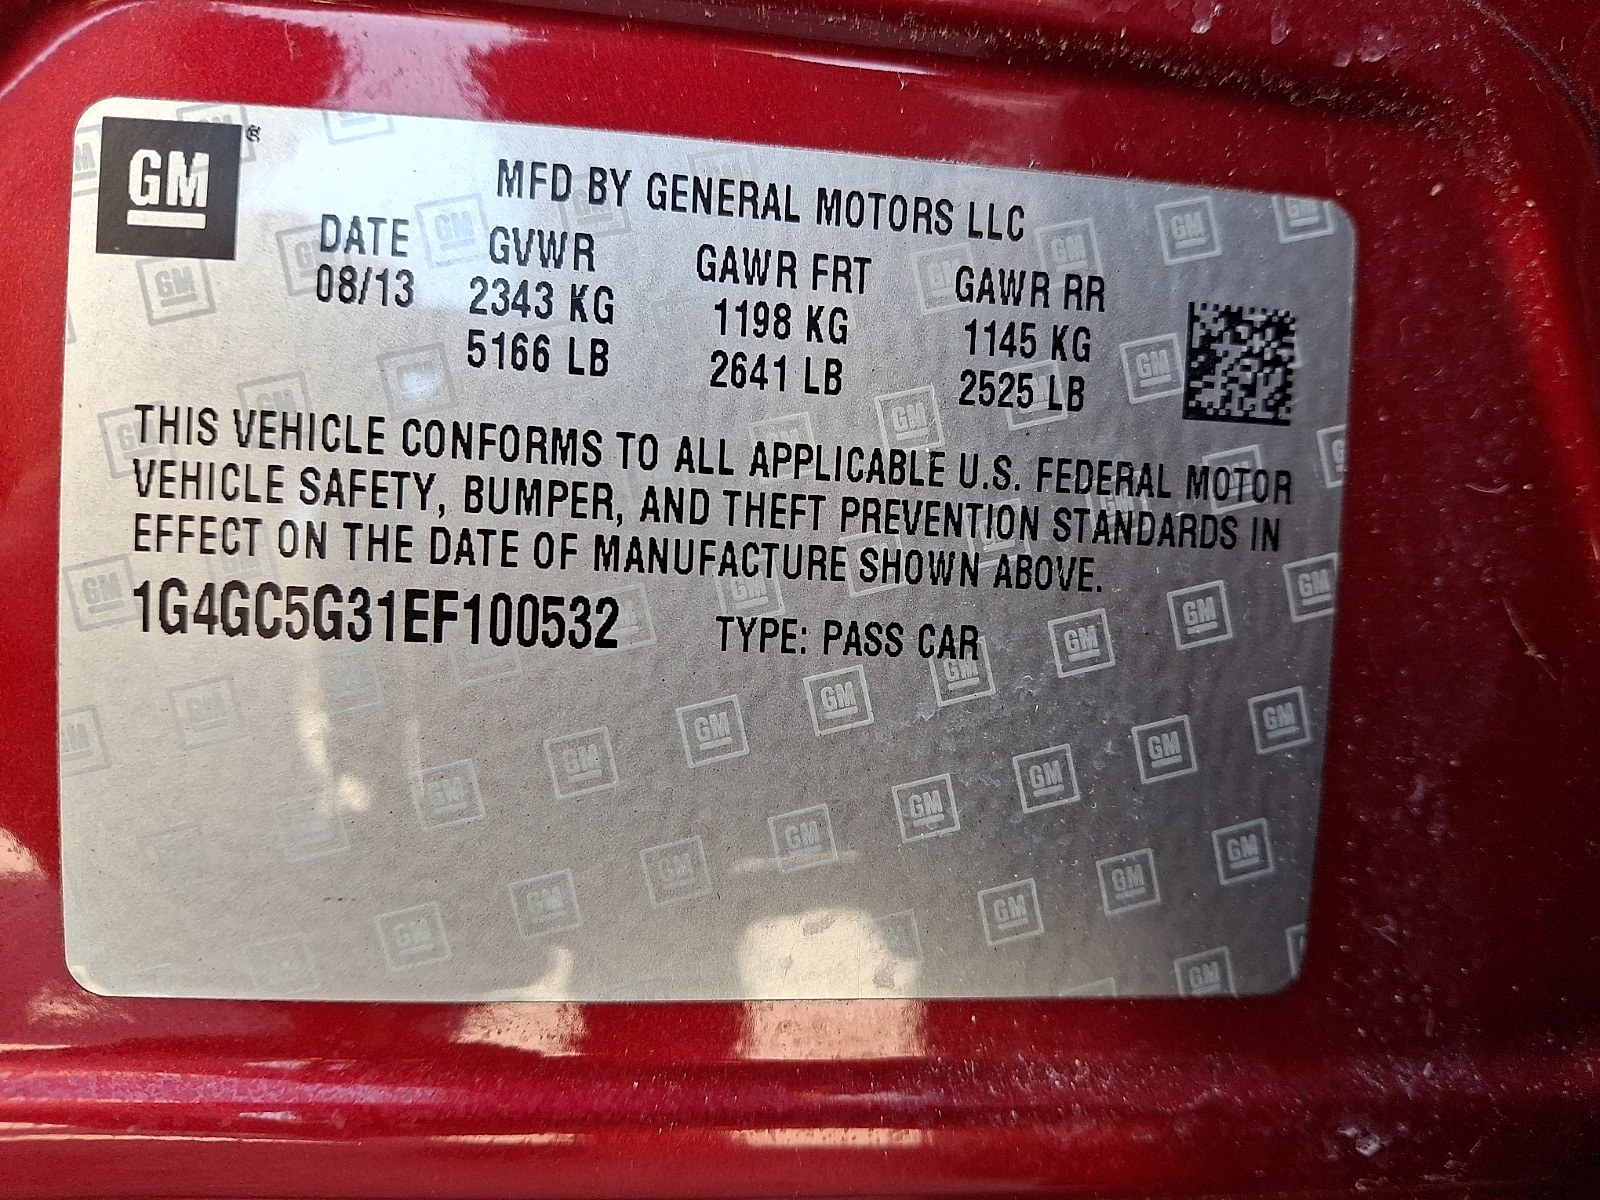 GM
MFD BY GENERAL MOTORS LLC
DATE GVWR GAWR FRT GAWR RR
08/13 2343 KG 1198 KG 1145 KG
5166 LB 2641 LB 2525 LB
THIS VEHICLE CONFORMS TO ALL APPLICABLE U.S. FEDERAL MOTOR
VEHICLE SAFETY, BUMPER, AND THEFT PREVENTION STANDARDS IN
EFFECT ON THE DATE OF MANUFACTURE SHOWN ABOVE.
1G4GC5G31EF100532 TYPE: PASS CAR